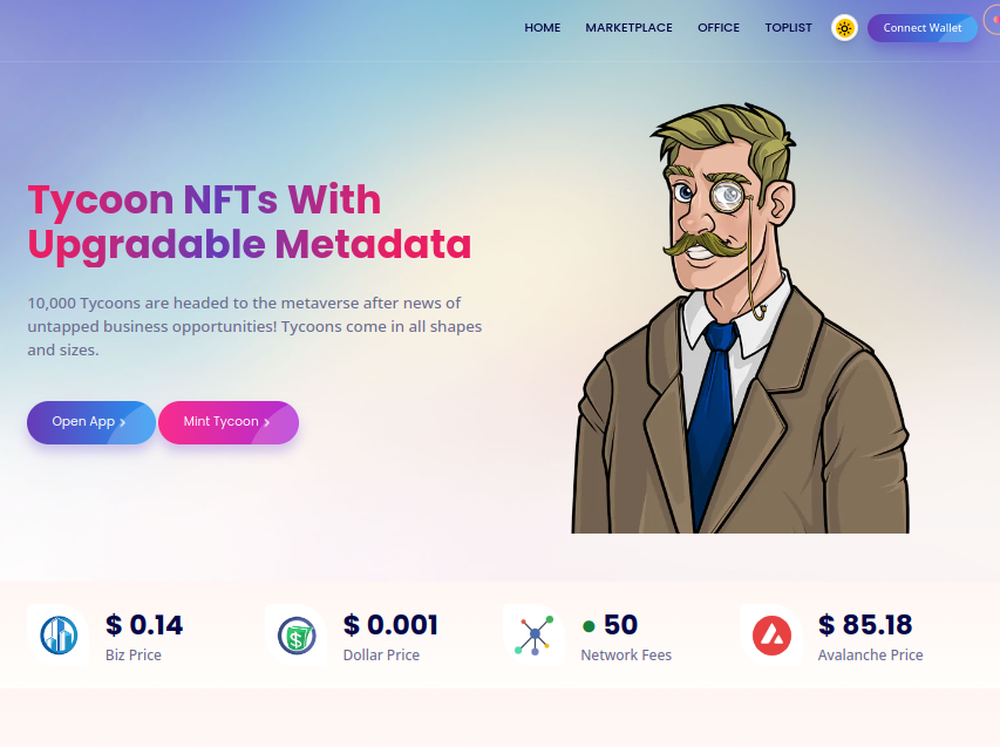 HOME MARKETPLACE OFFICE TOPLIST Connect Wallet
Tycoon NFTs With
Upgradable Metadata
10,000 Tycoons are headed to the metaverse after news of
untapped business opportunities! Tycoons come in all shapes
and sizes.
Open App › Mint Tycoon ›
$ 0.14 $ 0.001 50 $ 85.18
Biz Price Dollar Price Network Fees Avalanche Price